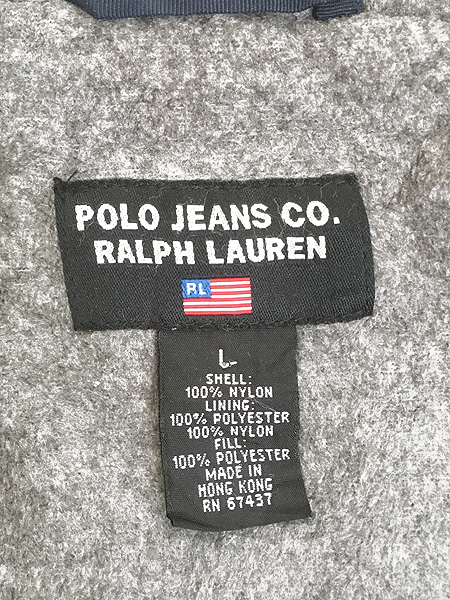 POLO JEANS CO.
RALPH LAUREN
RL
L
SHELL:
100% NYLON
LINING:
100% POLYESTER
100% NYLON
FILL:
100% POLYESTER
MADE IN
HONG KONG
RN 67437